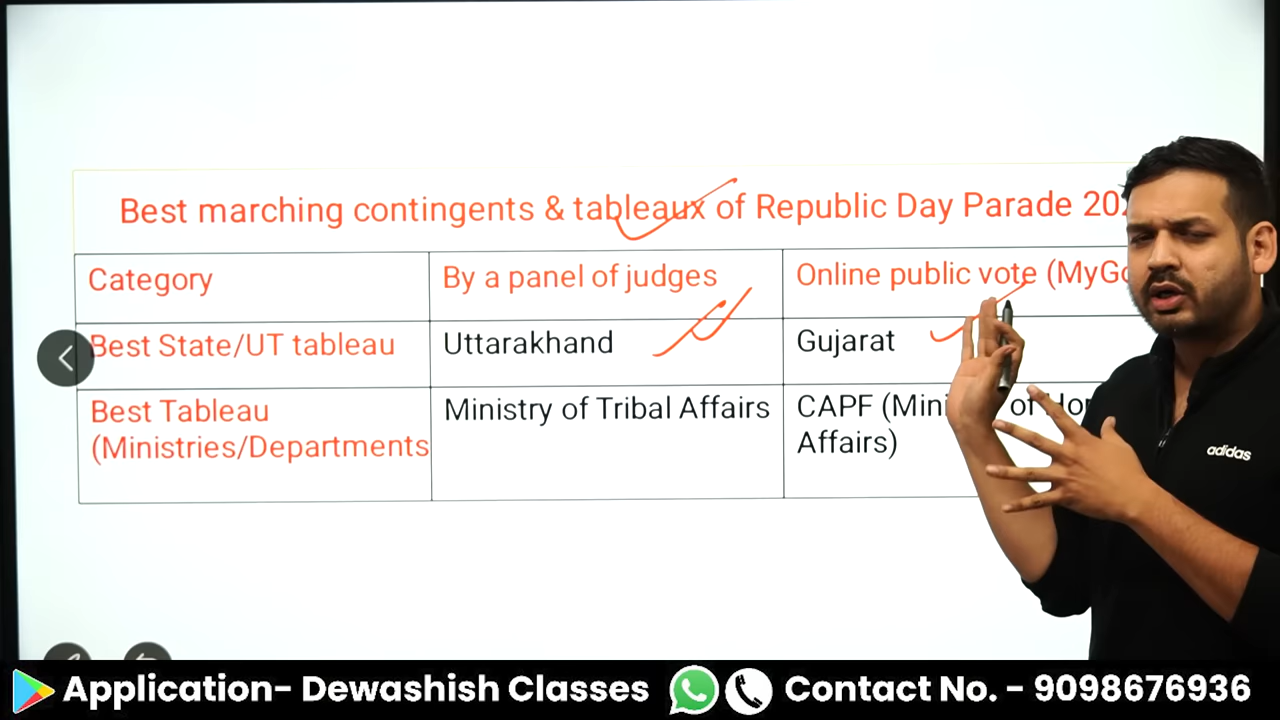 Best marching contingents & tableaux of Republic Day Parade
Category
By a panel of judges
Online public vote
Best State/UT tableau
Uttarakhand
Gujarat
Best Tableau
(Ministries/Departments
Ministry of Tribal Affairs
CAPF of
Affairs)
adidas
Application- Dewashish Classes
Contact No. - 9098676936